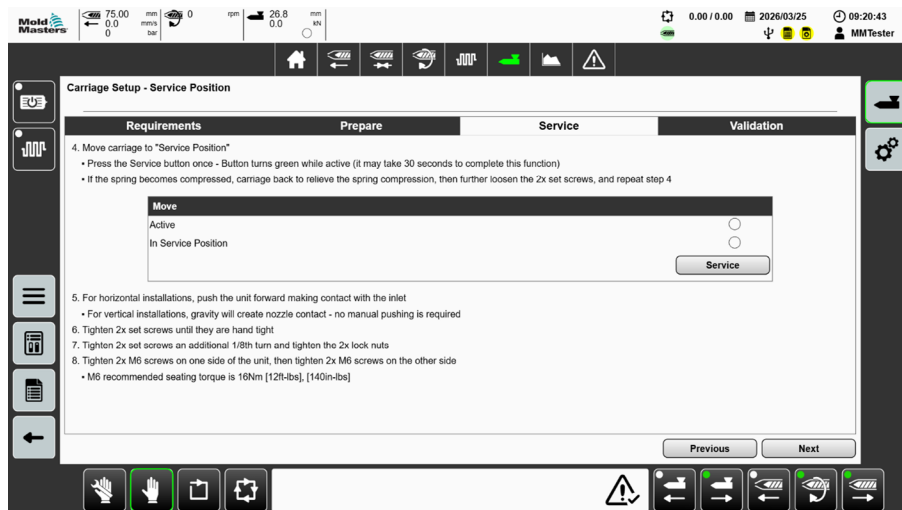 Mold
Masters
75.00 mm
0.0 mm/s
0 bar
0 rpm
26.8 mm
0.0 kN
0.00 / 0.00
2026/03/25
09:20:43
MMTester
Carriage Setup - Service Position
Requirements Prepare Service Validation
4. Move carriage to "Service Position"
• Press the Service button once - Button turns green while active (it may take 30 seconds to complete this function)
• If the spring becomes compressed, carriage back to relieve the spring compression, then further loosen the 2x set screws, and repeat step 4
Move
Active
In Service Position
Service
5. For horizontal installations, push the unit forward making contact with the inlet
• For vertical installations, gravity will create nozzle contact - no manual pushing is required
6. Tighten 2x set screws until they are hand tight
7. Tighten 2x set screws an additional 1/8th turn and tighten the 2x lock nuts
8. Tighten 2x M6 screws on one side of the unit, then tighten 2x M6 screws on the other side
• M6 recommended seating torque is 16Nm [12ft-lbs], [140in-lbs]
Previous Next